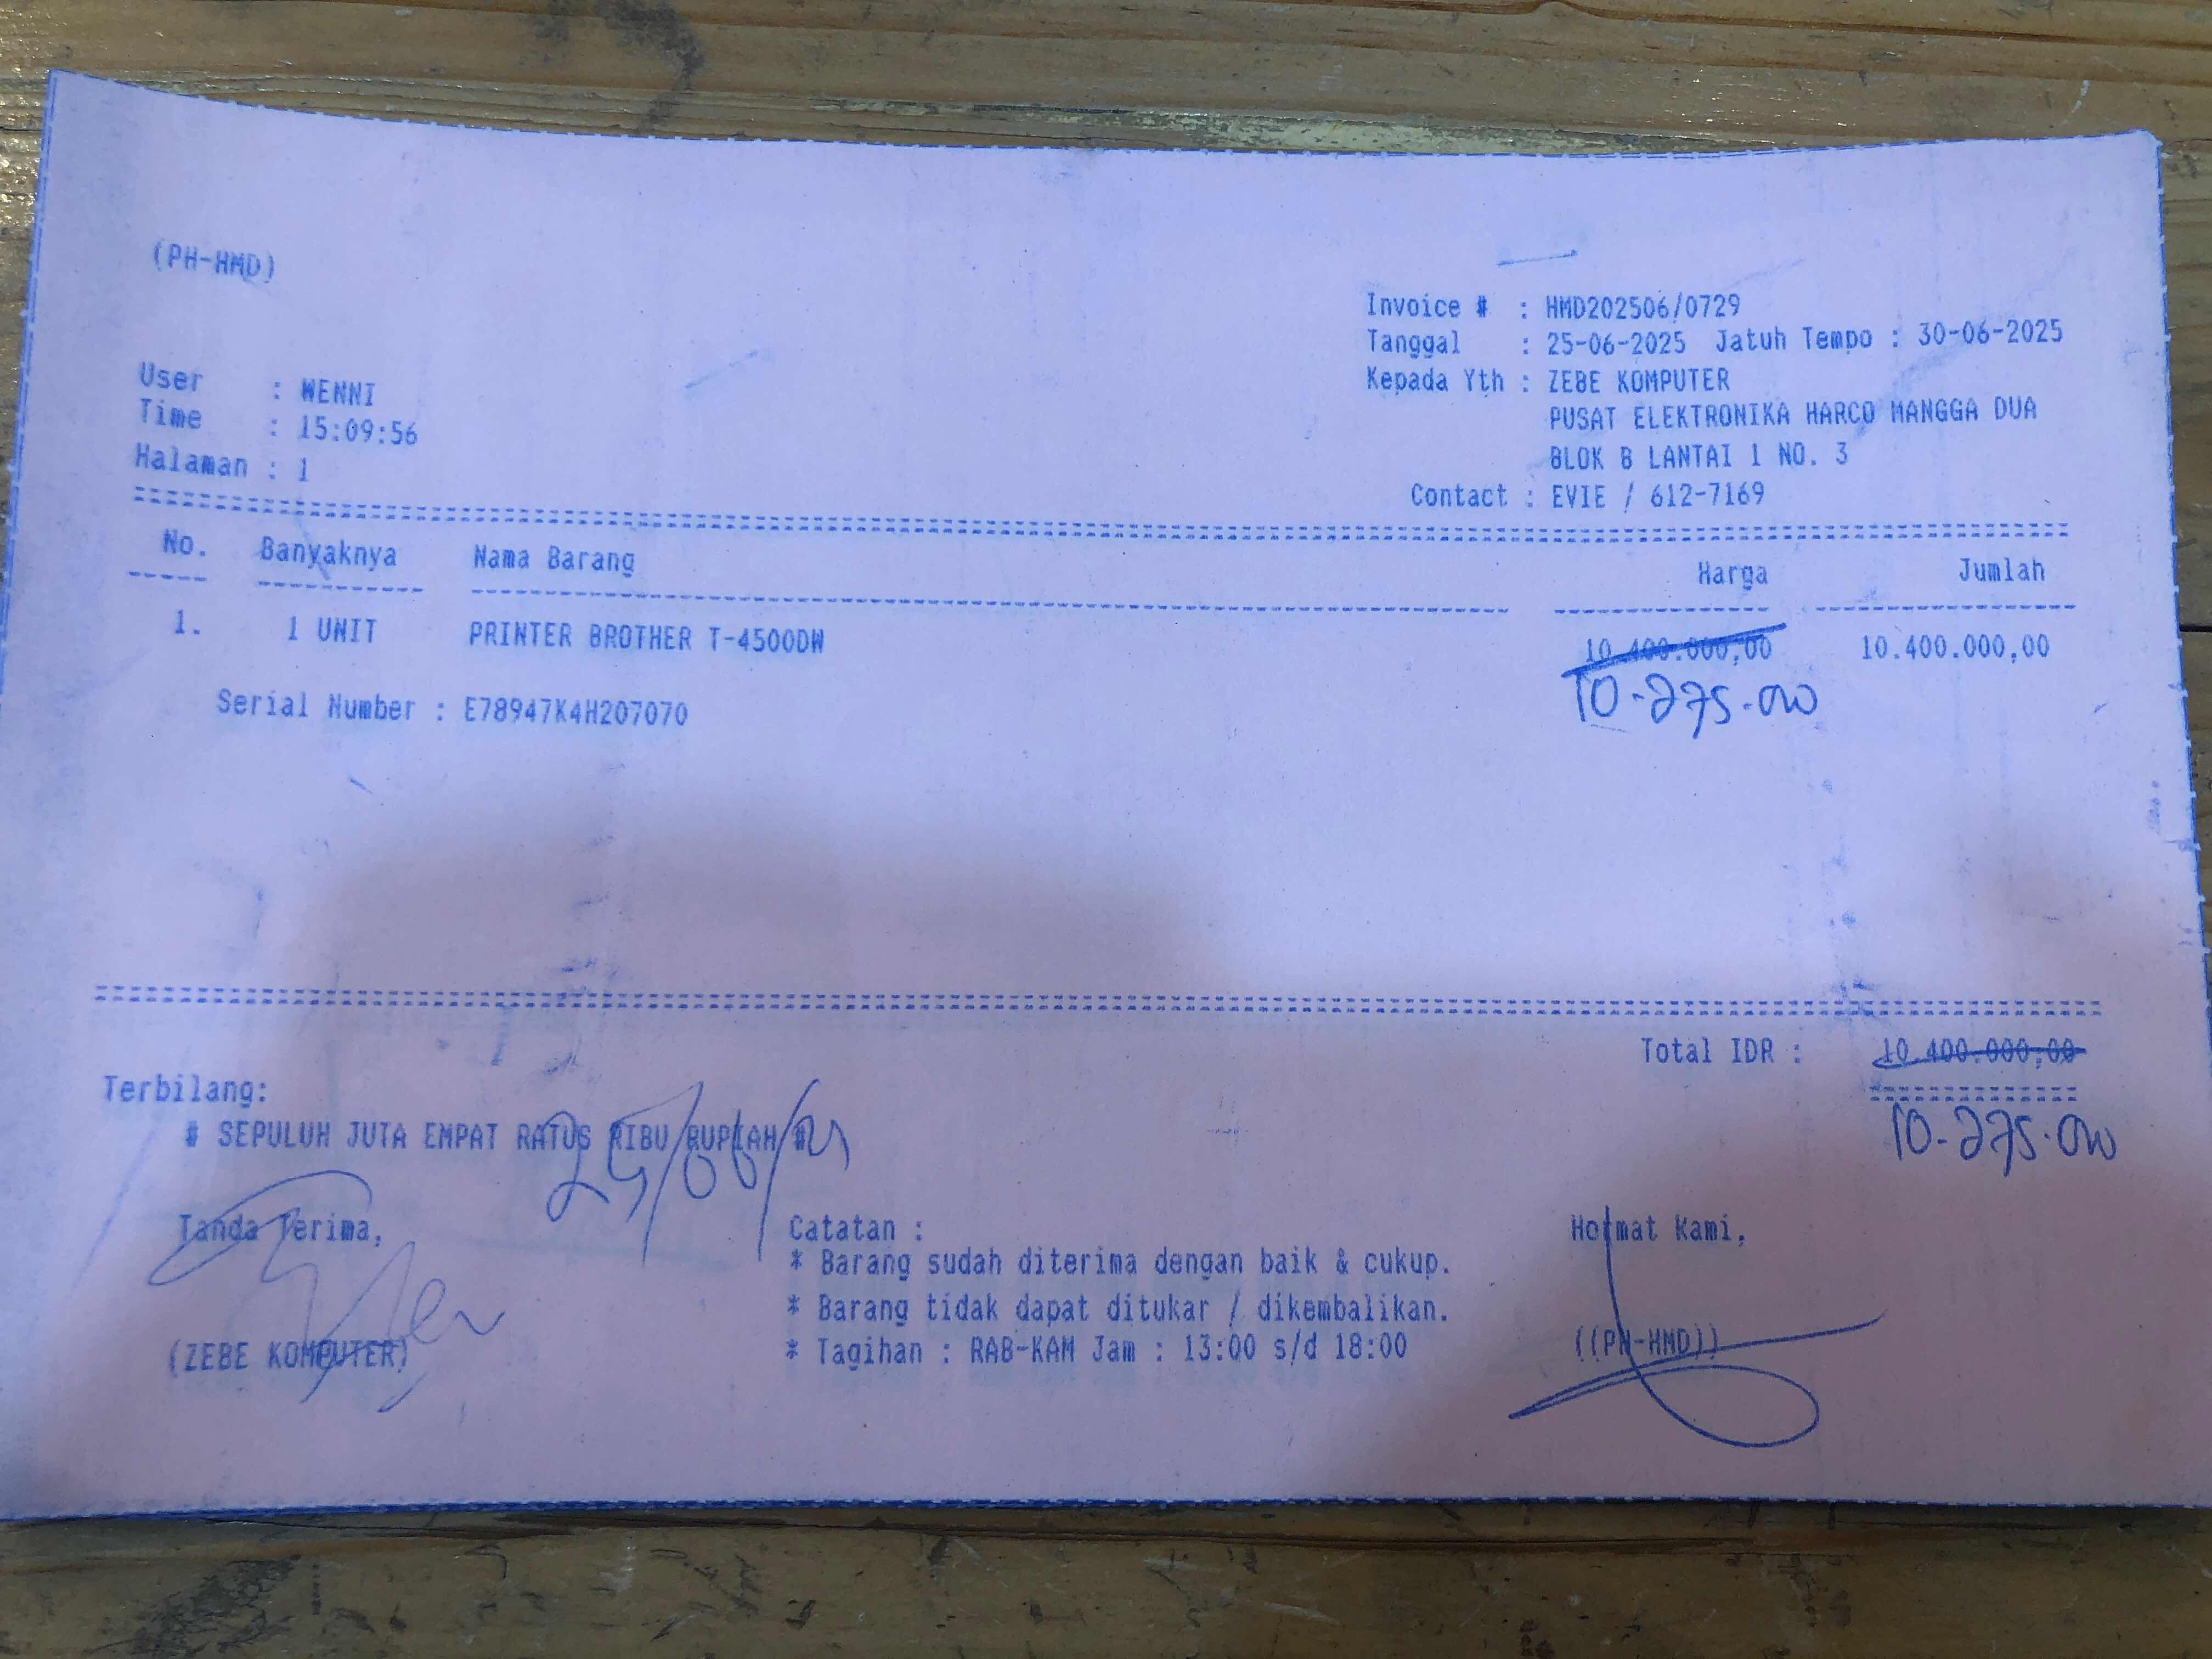 (PH-HMD)
Invoice # : HMD202506/0729
Tanggal : 25-06-2025 Jatuh Tempo : 30-06-2025
Kepada Yth : ZEBE KOMPUTER
PUSAT ELEKTRONIKA HARCO MANGGA DUA
BLOK B LANTAI 1 NO. 3
Contact : EVIE / 612-7169
User : WENNI
Time : 15:09:56
Halaman : 1
No. Banyaknya Nama Barang Harga Jumlah
1. 1 UNIT PRINTER BROTHER T-4500DW 10.400.000,00 10.400.000,00
10-275.000
Serial Number : E78947K4H207070
Total IDR : 10.400.000,00
10-275.000
Terbilang:
# SEPULUH JUTA EMPAT RATUS RIBU RUPIAH #
25/06/25
Tanda Terima,
(ZEBE KOMPUTER)
Catatan :
* Barang sudah diterima dengan baik & cukup.
* Barang tidak dapat ditukar / dikembalikan.
* Tagihan : RAB-KAM Jam : 13:00 s/d 18:00
Hormat Kami,
((PH-HMD))